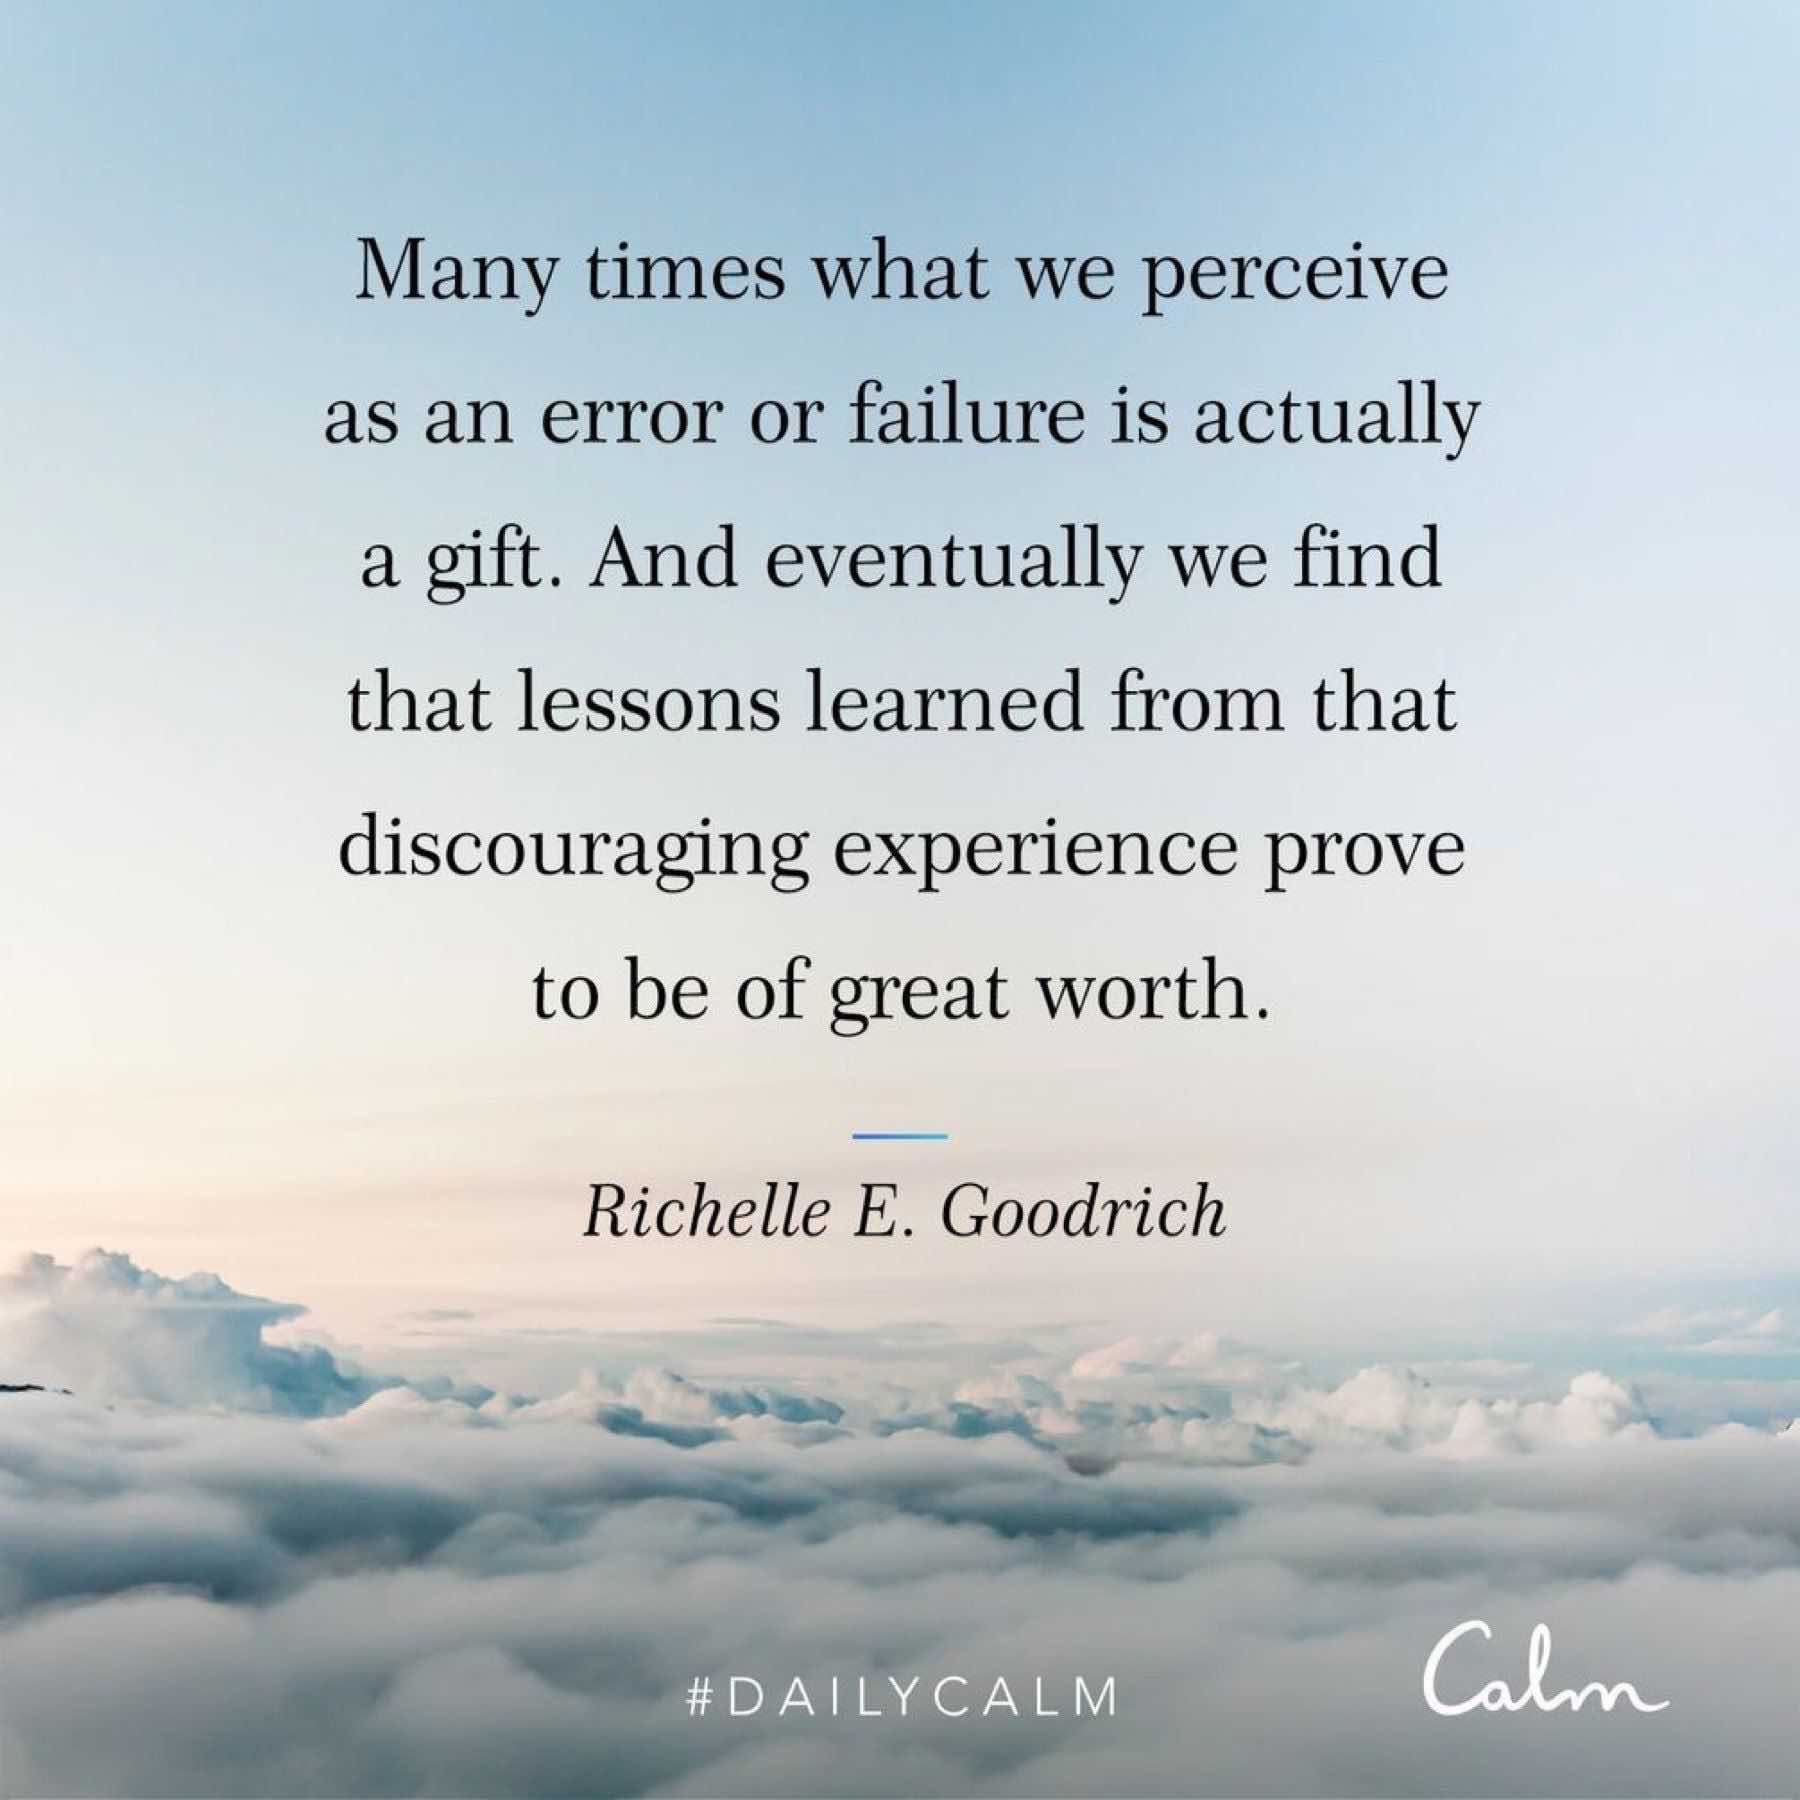 Many times what we perceive
as an error or failure is actually
a gift. And eventually we find
that lessons learned from that
discouraging experience prove
to be of great worth.
Richelle E. Goodrich
#DAILYCALM
Calm